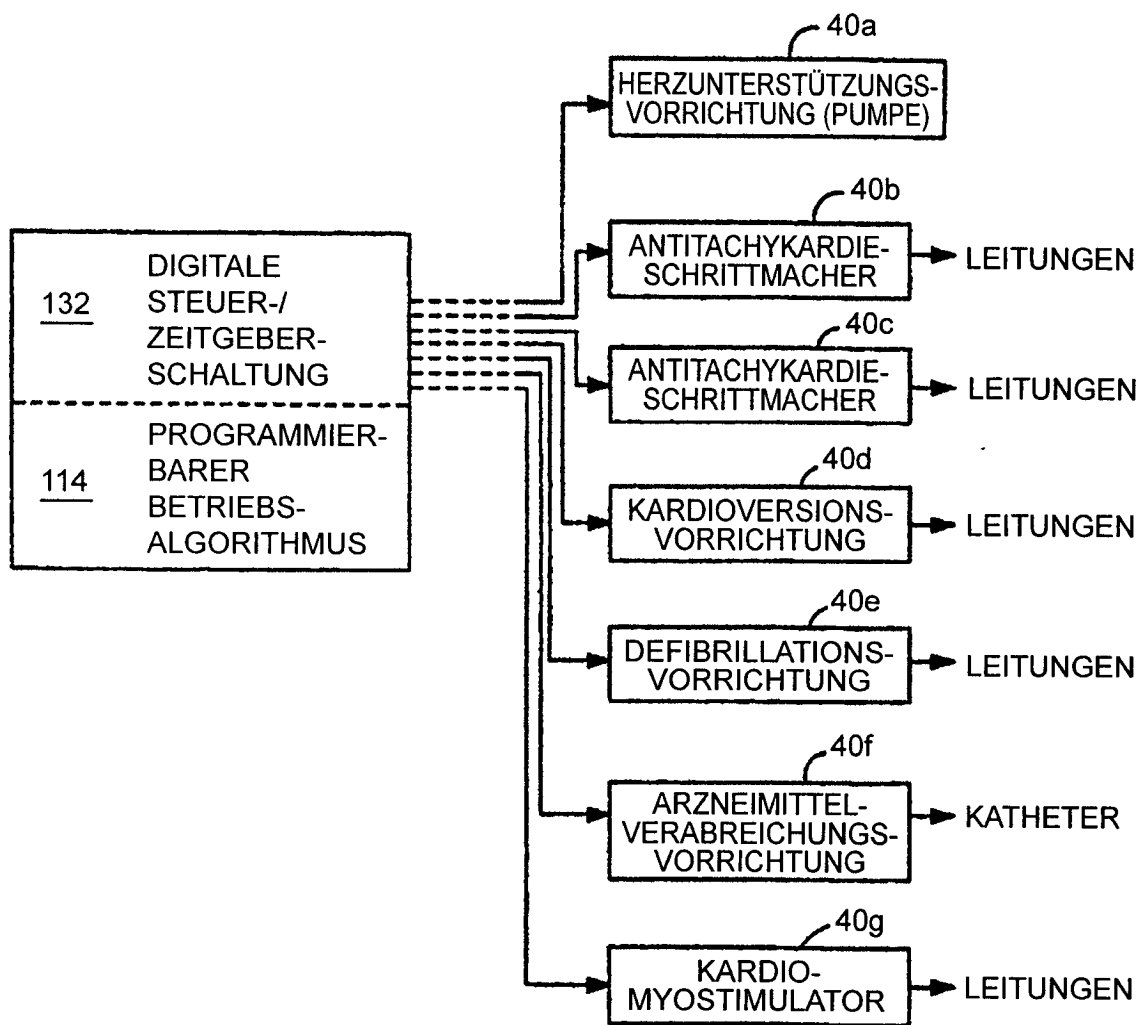 40a
HERZUNTERSTÜTZUNGS-
VORRICHTUNG (PUMPE)
40b
ANTITACHYKARDIE-
SCHRITTMACHER
LEITUNGEN
132
DIGITALE
STEUER-/
ZEITGEBER-
SCHALTUNG
40c
ANTITACHYKARDIE-
SCHRITTMACHER
LEITUNGEN
114
PROGRAMMIER-
BARER
BETRIEBS-
ALGORITHMUS
40d
KARDIOVERSIONS-
VORRICHTUNG
LEITUNGEN
40e
DEFIBRILLATIONS-
VORRICHTUNG
LEITUNGEN
40f
ARZNEIMITTEL-
VERABREICHUNGS-
VORRICHTUNG
KATHETER
40g
KARDIO-
MYOSTIMULATOR
LEITUNGEN